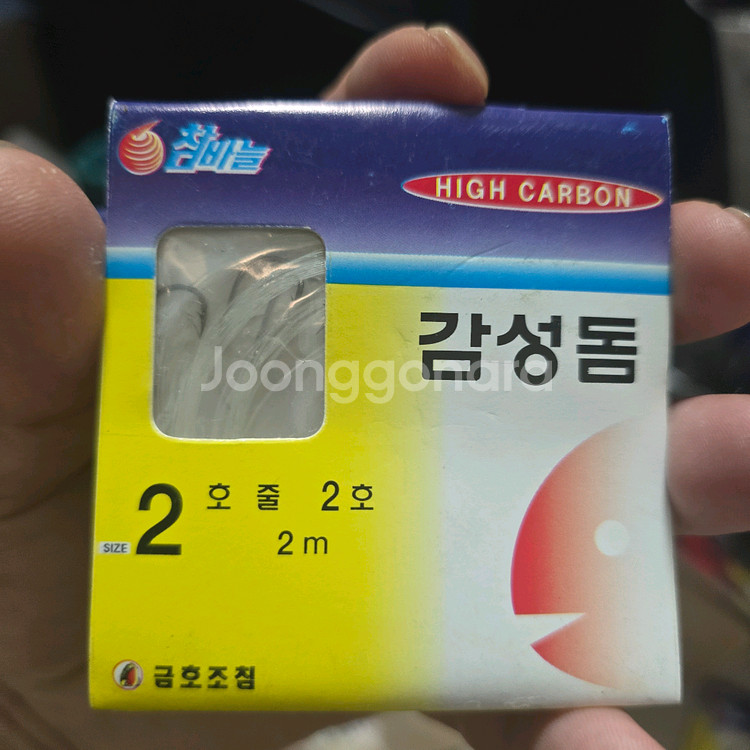 참바늘
HIGH CARBON
감성돔
Joonggonara
SIZE 2 호 줄 2호
2m
금호조침